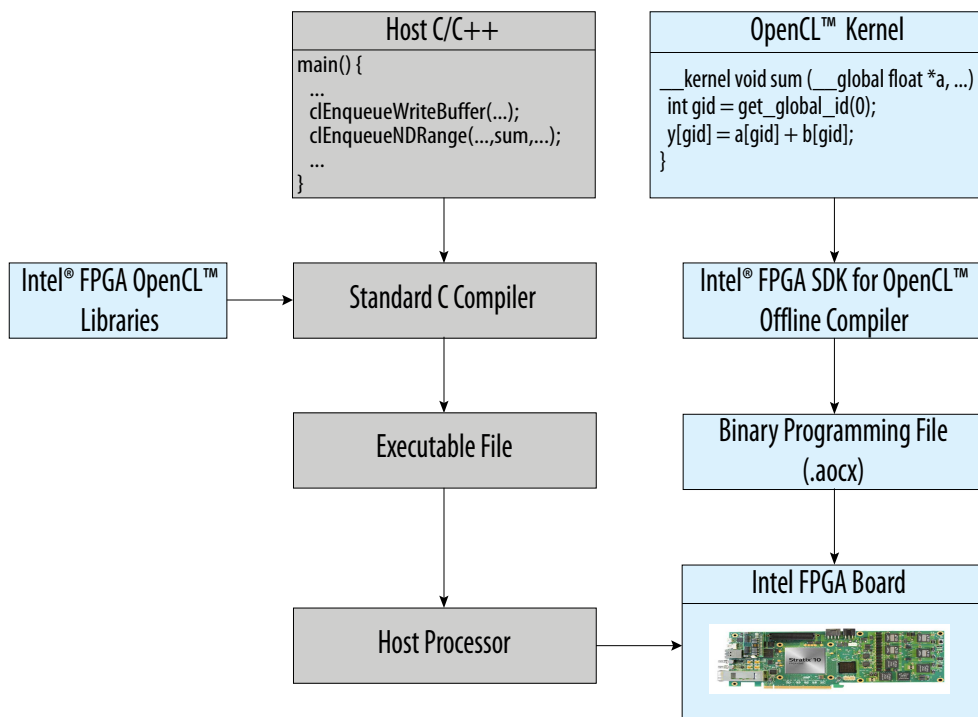 Host C/C++
main() {
...
clEnqueueWriteBuffer(...);
clEnqueueNDRange(...,sum,...);
...
}
OpenCL™ Kernel
__kernel void sum (__global float *a, ...)
int gid = get_global_id(0);
y[gid] = a[gid] + b[gid];
}
Intel® FPGA OpenCL™
Libraries
Standard C Compiler
Intel® FPGA SDK for OpenCL™
Offline Compiler
Executable File
Binary Programming File
(.aocx)
Host Processor
Intel FPGA Board
Stratix 10